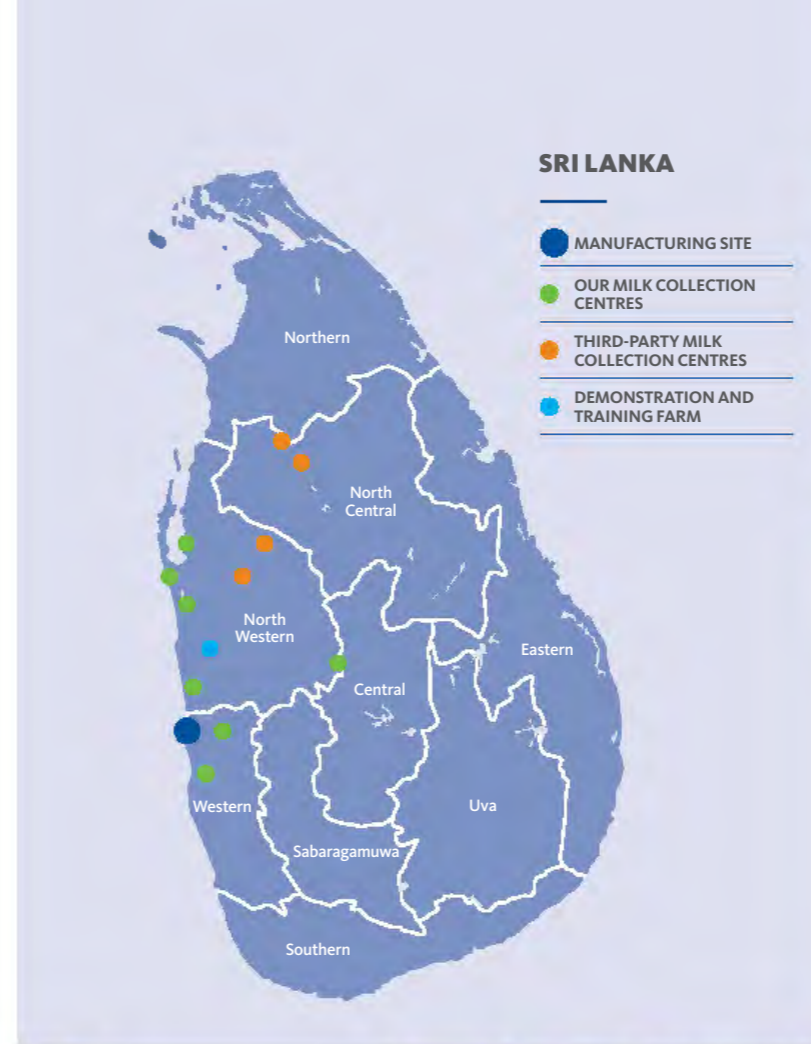 SRI LANKA
MANUFACTURING SITE
OUR MILK COLLECTION
CENTRES
THIRD-PARTY MILK
COLLECTION CENTRES
DEMONSTRATION AND
TRAINING FARM
Northern
North
Central
North
Western
Eastern
Central
Western
Uva
Sabaragamuwa
Southern